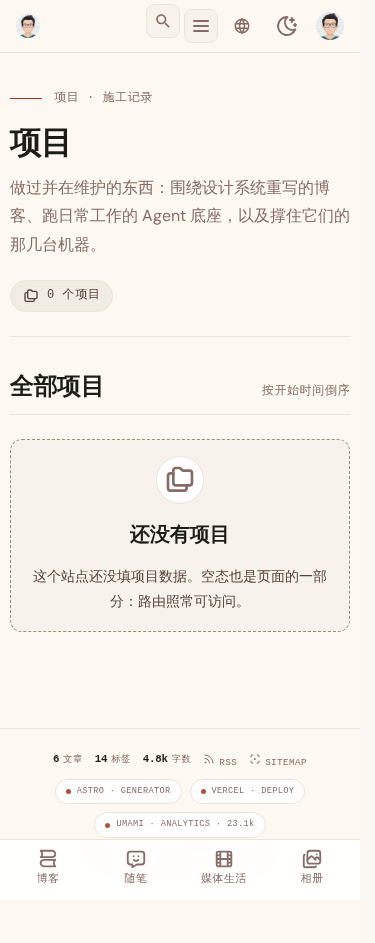 项目 · 施工记录
项目
做过并在维护的东西：围绕设计系统重写的博
客、跑日常工作的 Agent 底座，以及撑住它们的
那几台机器。
0 个项目
全部项目
按开始时间倒序
还没有项目
这个站点还没填项目数据。空态也是页面的一部
分：路由照常可访问。
6 文章 14 标签 4.8k 字数 RSS SITEMAP
ASTRO · GENERATOR VERCEL · DEPLOY
UMAMI · ANALYTICS · 23.1k
博客 随笔 媒体生活 相册